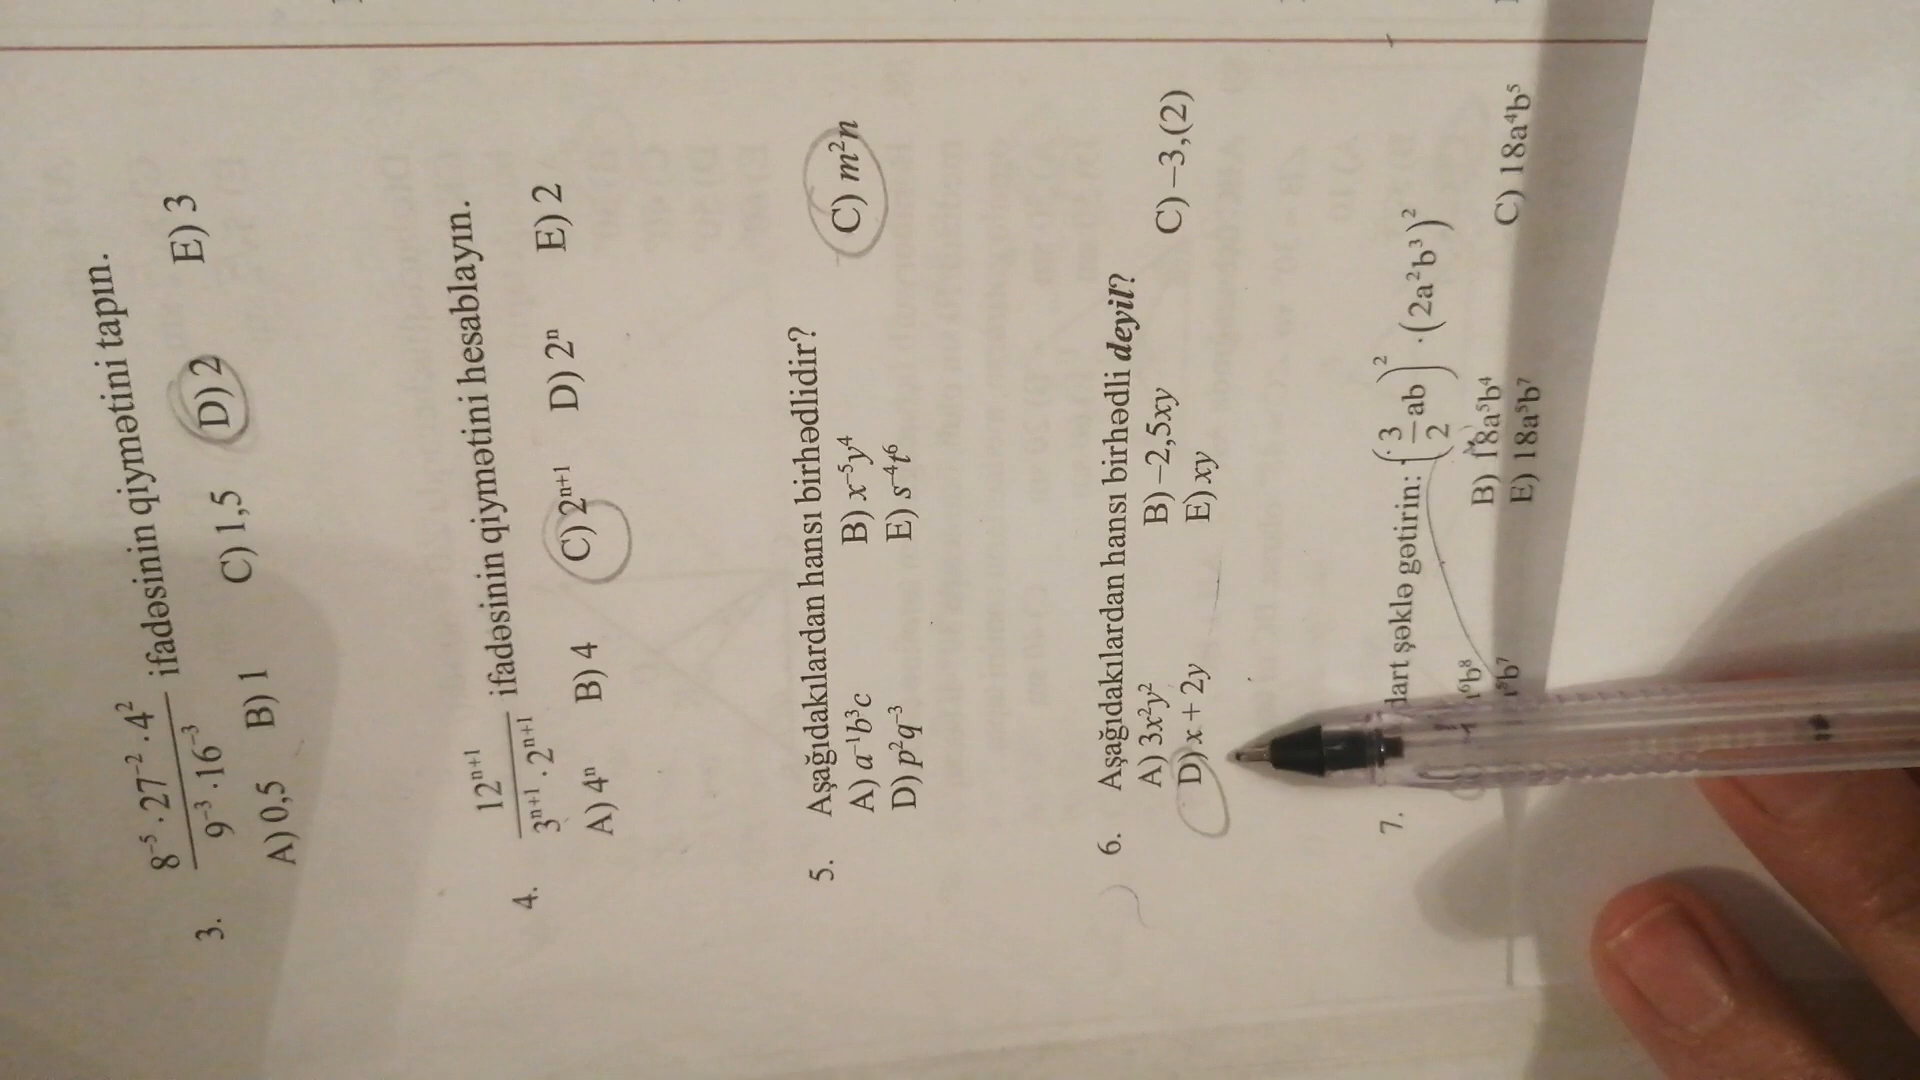 3. 8⁻⁵ · 27⁻² · 4² / 9⁻³ · 16⁻³ ifadəsinin qiymətini tapın.
A) 0,5 B) 1 C) 1,5 D) 2 E) 3
4. 12ⁿ⁺¹ / 3ⁿ⁺¹ · 2ⁿ⁺¹ ifadəsinin qiymətini hesablayın.
A) 4ⁿ B) 4 C) 2ⁿ⁺¹ D) 2ⁿ E) 2
5. Aşağıdakılardan hansı birhədlidir?
A) a⁻¹b³c B) x⁻⁵y⁴ C) m²n
D) p²q⁻³ E) s⁻⁴t⁶
6. Aşağıdakılardan hansı birhədli deyil?
A) 3x²y² B) −2,5xy C) −3,(2)
D) x + 2y E) xy
7. dart şəklə gətirin: (3/2 ab)² · (2a²b³)²
b⁸ B) 18a⁵b⁴ C) 18a⁴b⁵
b⁷ E) 18a⁵b⁷